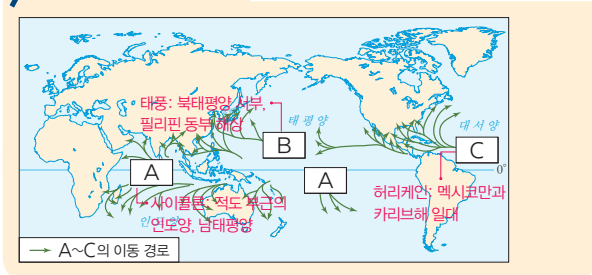 태풍: 북태평양 서부,
필리핀 동부 해상
태평양
대서양
B
C
A
A
0°
사이클론: 적도 부근의
인도양, 남태평양
인도양
허리케인: 멕시코만과
카리브해 일대
→ A~C의 이동 경로